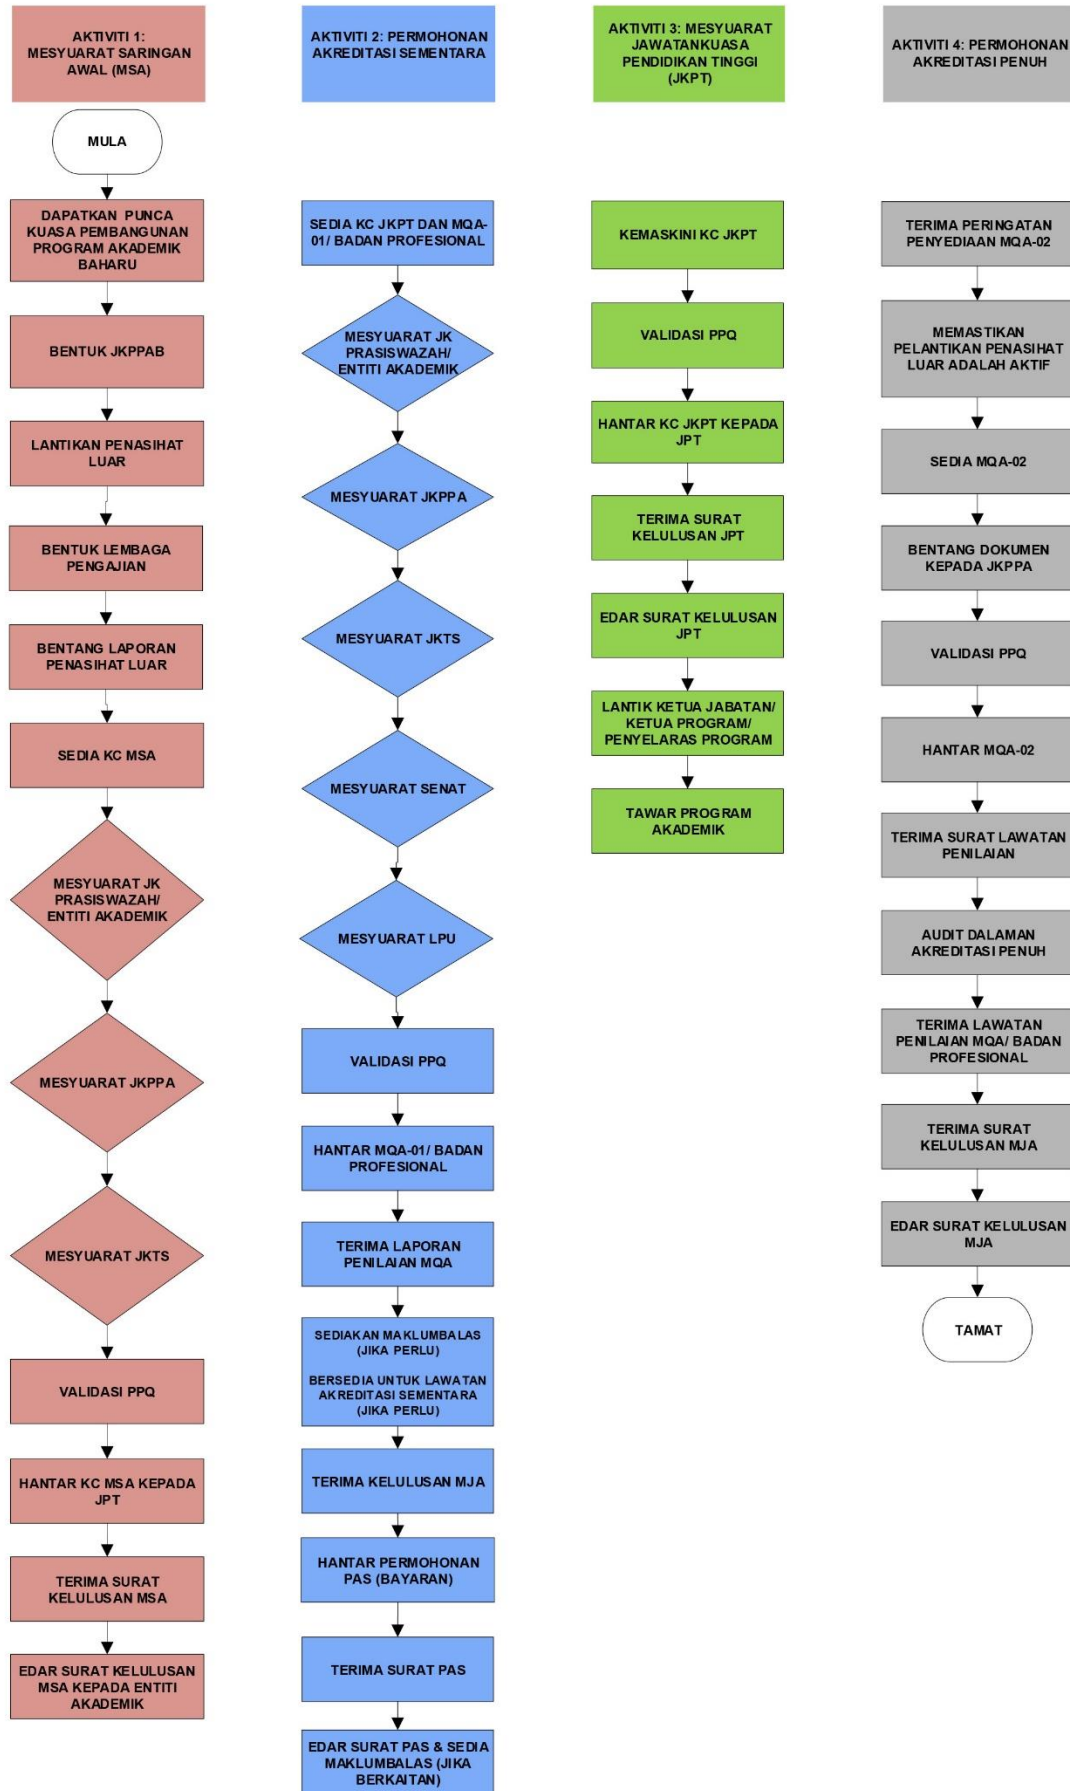 AKTIVITI 1:
MESYUARAT SARINGAN
AWAL (MSA)
MULA
DAPATKAN PUNCA
KUASA PEMBANGUNAN
PROGRAM AKADEMIK
BAHARU
BENTUK JKPPAB
LANTIKAN PENASIHAT
LUAR
BENTUK LEMBAGA
PENGAJIAN
BENTANG LAPORAN
PENASIHAT LUAR
SEDIA KC MSA
MESYUARAT JK
PRASISWAZAH/
ENTITI AKADEMIK
MESYUARAT JKPPA
MESYUARAT JKTS
VALIDASI PPQ
HANTAR KC MSA KEPADA
JPT
TERIMA SURAT
KELULUSAN MSA
EDAR SURAT KELULUSAN
MSA KEPADA ENTITI
AKADEMIK
AKTIVITI 2: PERMOHONAN
AKREDITASI SEMENTARA
SEDIA KC JKPT DAN MQA-
01/ BADAN PROFESIONAL
MESYUARAT JK
PRASISWAZAH/
ENTITI AKADEMIK
MESYUARAT JKPPA
MESYUARAT JKTS
MESYUARAT SENAT
MESYUARAT LPU
VALIDASI PPQ
HANTAR MQA-01/ BADAN
PROFESIONAL
TERIMA LAPORAN
PENILAIAN MQA
SEDIAKAN MAKLUMBALAS
(JIKA PERLU)
BERSEDIA UNTUK LAWATAN
AKREDITASI SEMENTARA
(JIKA PERLU)
TERIMA KELULUSAN MJA
HANTAR PERMOHONAN
PAS (BAYARAN)
TERIMA SURAT PAS
EDAR SURAT PAS & SEDIA
MAKLUMBALAS (JIKA
BERKAITAN)
AKTIVITI 3: MESYUARAT
JAWATANKUASA
PENDIDIKAN TINGGI
(JKPT)
KEMASKINI KC JKPT
VALIDASI PPQ
HANTAR KC JKPT KEPADA
JPT
TERIMA SURAT
KELULUSAN JPT
EDAR SURAT KELULUSAN
JPT
LANTIK KETUA JABATAN/
KETUA PROGRAM/
PENYELARAS PROGRAM
TAWAR PROGRAM
AKADEMIK
AKTIVITI 4: PERMOHONAN
AKREDITASI PENUH
TERIMA PERINGATAN
PENYEDIAAN MQA-02
MEMASTIKAN
PELANTIKAN PENASIHAT
LUAR ADALAH AKTIF
SEDIA MQA-02
BENTANG DOKUMEN
KEPADA JKPPA
VALIDASI PPQ
HANTAR MQA-02
TERIMA SURAT LAWATAN
PENILAIAN
AUDIT DALAMAN
AKREDITASI PENUH
TERIMA LAWATAN
PENILAIAN MQA/ BADAN
PROFESIONAL
TERIMA SURAT
KELULUSAN MJA
EDAR SURAT KELULUSAN
MJA
TAMAT